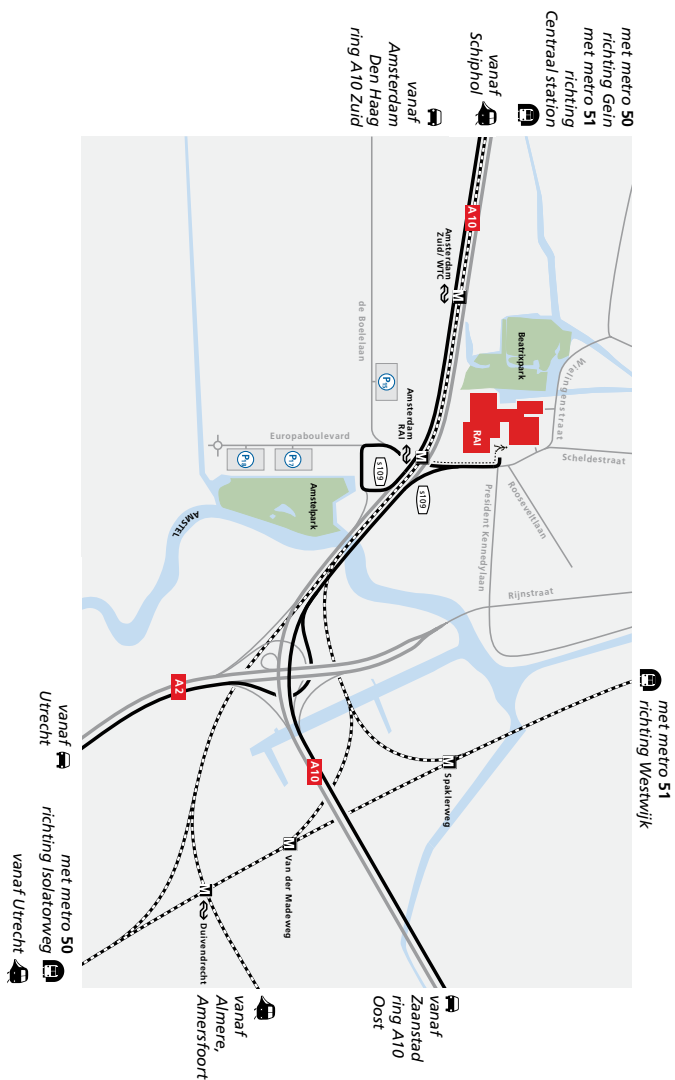 met metro 50
richting Gein
met metro 51
richting
Centraal station
vanaf
Schiphol
vanaf
Amsterdam
Den Haag
ring A10 Zuid
met metro 51
richting Westwijk
vanaf
Zaanstad
ring A10
Oost
vanaf
Almere,
Amersfoort
vanaf
Utrecht
met metro 50
richting Isolatorweg
vanaf Utrecht
A10
Amsterdam
Zuid/WTC
M
Beatrixpark
Wielingenstraat
RAI
Scheldestraat
Rooseveltlaan
President Kennedylaan
Rijnstraat
de Boelelaan
P15
Amsterdam
RAI
M
s109
s109
Europaboulevard
P18
P17
Amstelpark
AMSTEL
A2
A10
M
Spaklerweg
M
Van der Madeweg
M
Duivendrecht